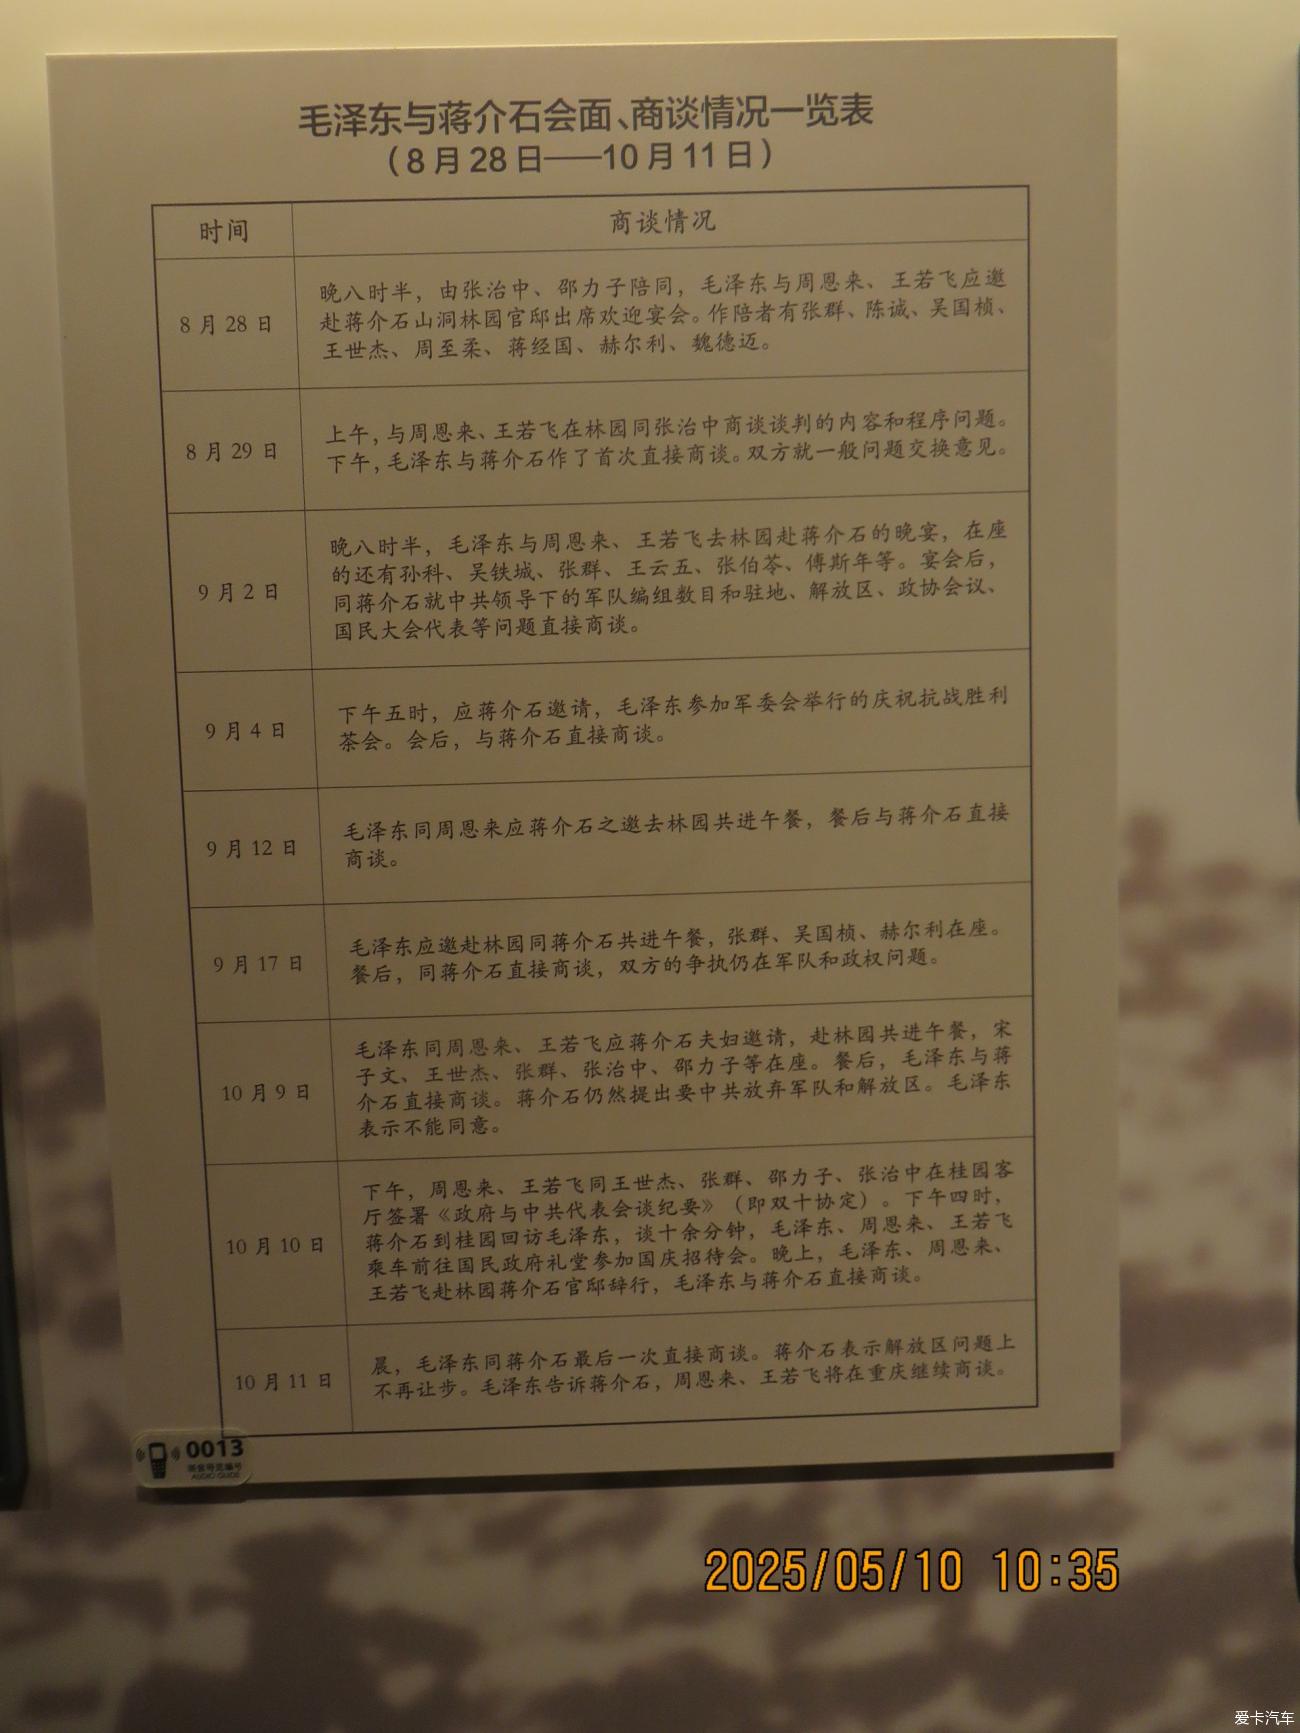 毛泽东与蒋介石会面、商谈情况一览表
（8月28日——10月11日）
时间
商谈情况
8月28日
晚八时半，由张治中、邵力子陪同，毛泽东与周恩来、王若飞应邀
赴蒋介石山洞林园官邸出席欢迎宴会。作陪者有张群、陈诚、吴国桢、
王世杰、周至柔、蒋经国、赫尔利、魏德迈。
8月29日
上午，与周恩来、王若飞在林园同张治中商谈谈判的内容和程序问题。
下午，毛泽东与蒋介石作了首次直接商谈。双方就一般问题交换意见。
9月2日
晚八时半，毛泽东与周恩来、王若飞去林园赴蒋介石的晚宴，在座
的还有孙科、吴铁城、张群、王云五、张伯苓、傅斯年等。宴会后，
同蒋介石就中共领导下的军队编组数目和驻地、解放区、政协会议、
国民大会代表等问题直接商谈。
9月4日
下午五时，应蒋介石邀请，毛泽东参加军委会举行的庆祝抗战胜利
茶会。会后，与蒋介石直接商谈。
9月12日
毛泽东同周恩来应蒋介石之邀去林园共进午餐，餐后与蒋介石直接
商谈。
9月17日
毛泽东应邀赴林园同蒋介石共进午餐，张群、吴国桢、赫尔利在座。
餐后，同蒋介石直接商谈，双方的争执仍在军队和政权问题。
10月9日
毛泽东同周恩来、王若飞应蒋介石夫妇邀请，赴林园共进午餐，宋
子文、王世杰、张群、张治中、邵力子等在座。餐后，毛泽东与蒋
介石直接商谈。蒋介石仍然提出要中共放弃军队和解放区。毛泽东
表示不能同意。
10月10日
下午，周恩来、王若飞同王世杰、张群、邵力子、张治中在桂园客
厅签署《政府与中共代表会谈纪要》（即双十协定）。下午四时，
蒋介石到桂园回访毛泽东，谈十余分钟，毛泽东、周恩来、王若飞
乘车前往国民政府礼堂参加国庆招待会。晚上，毛泽东、周恩来、
王若飞赴林园蒋介石官邸辞行，毛泽东与蒋介石直接商谈。
10月11日
晨，毛泽东同蒋介石最后一次直接商谈。蒋介石表示解放区问题上
不再让步。毛泽东告诉蒋介石，周恩来、王若飞将在重庆继续商谈。
0013
语音导览编号
AUDIO GUIDE
2025/05/10 10:35
爱卡汽车